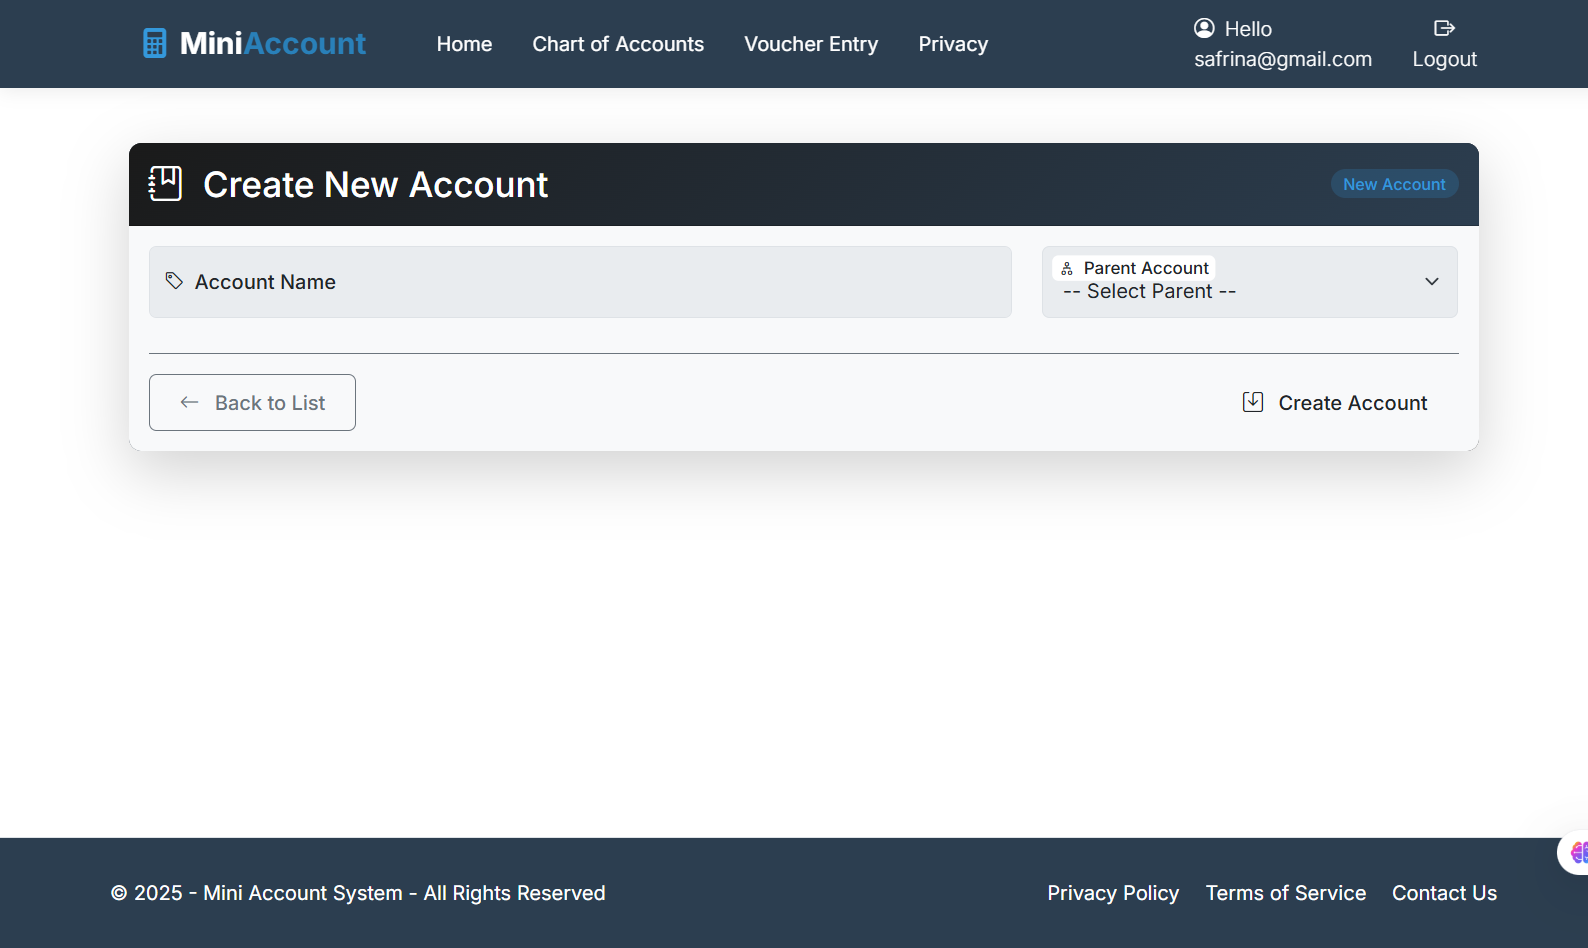 MiniAccount
Home
Chart of Accounts
Voucher Entry
Privacy
Hello
safrina@gmail.com
Logout
Create New Account
New Account
Account Name
Parent Account
-- Select Parent --
Back to List
Create Account
© 2025 - Mini Account System - All Rights Reserved
Privacy Policy
Terms of Service
Contact Us